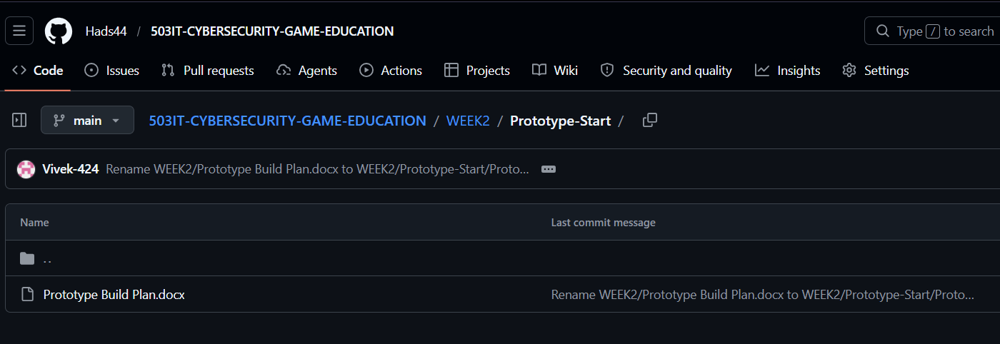 Hads44 / 503IT-CYBERSECURITY-GAME-EDUCATION Type / to search
Code Issues Pull requests Agents Actions Projects Wiki Security and quality Insights Settings
main 503IT-CYBERSECURITY-GAME-EDUCATION / WEEK2 / Prototype-Start /
Vivek-424 Rename WEEK2/Prototype Build Plan.docx to WEEK2/Prototype-Start/Proto... ...
Name Last commit message
..
Prototype Build Plan.docx Rename WEEK2/Prototype Build Plan.docx to WEEK2/Prototype-Start/Proto...